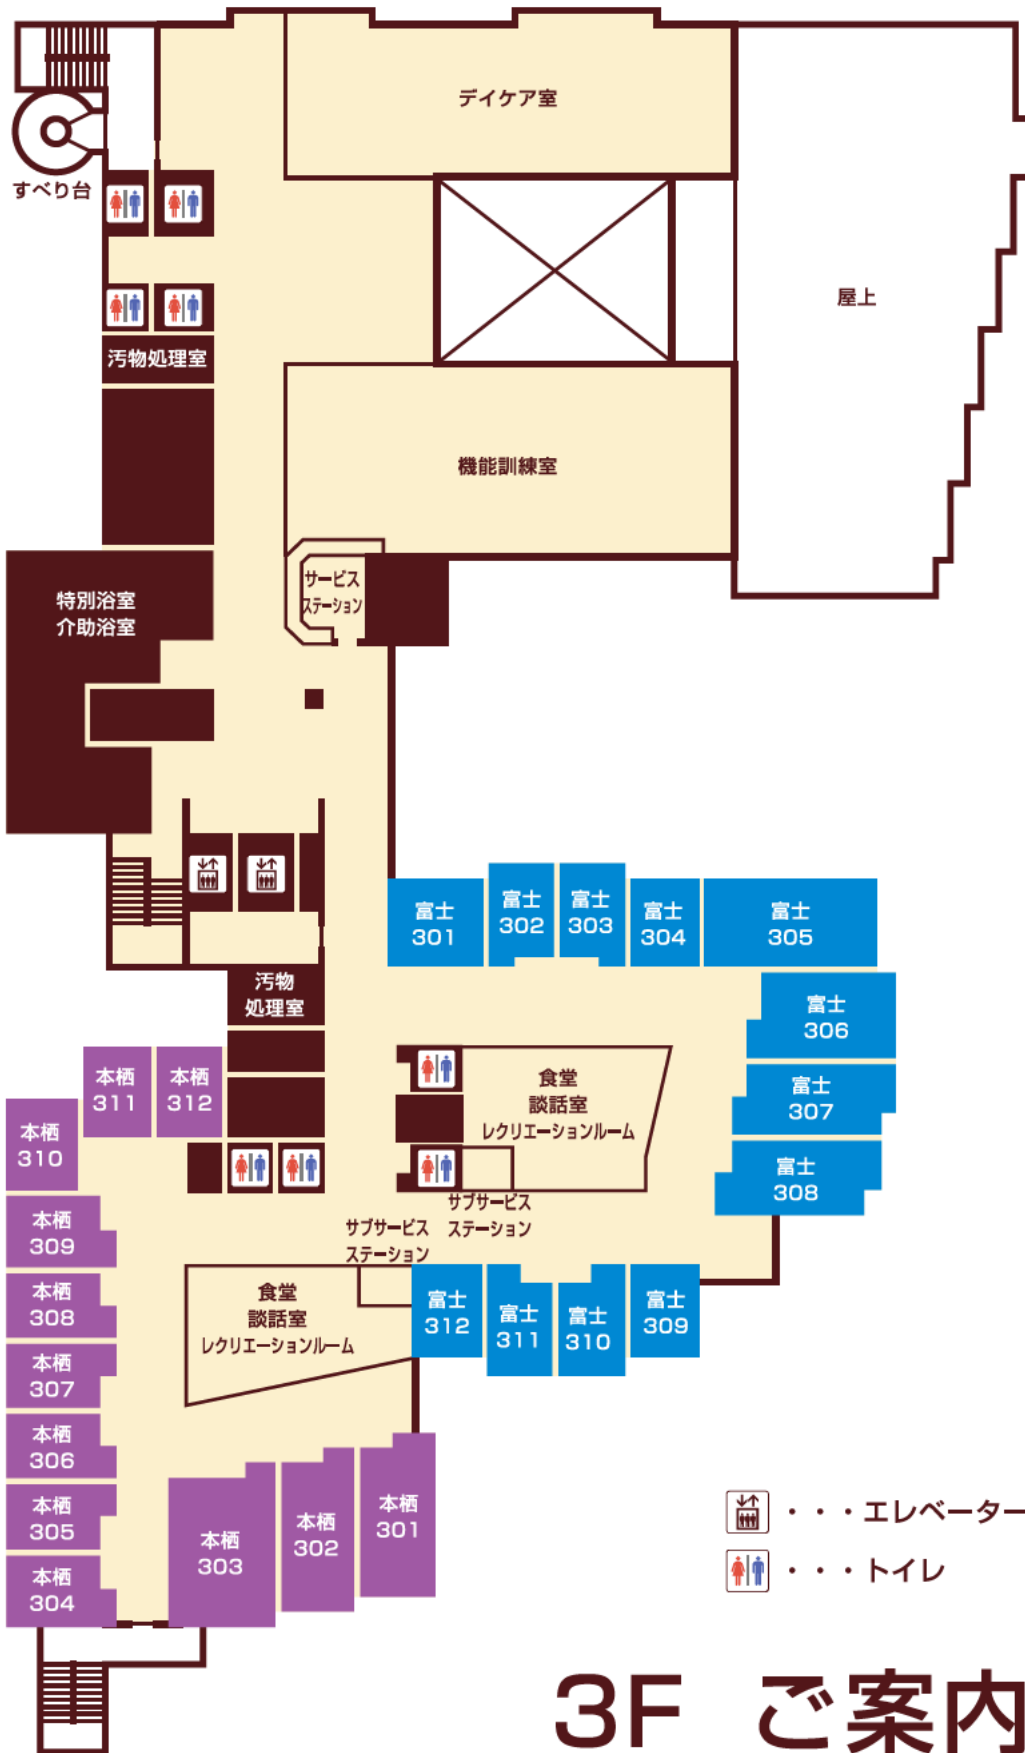 デイケア室
すべり台
屋上
汚物処理室
機能訓練室
サービス
ステーション
特別浴室
介助浴室
富士
301
富士
302
富士
303
富士
304
富士
305
汚物
処理室
富士
306
本栖
311
本栖
312
食堂
談話室
レクリエーションルーム
富士
307
本栖
310
富士
308
サブサービス
ステーション
本栖
309
サブサービス
ステーション
食堂
談話室
レクリエーションルーム
富士
312
富士
311
富士
310
富士
309
本栖
308
本栖
307
本栖
306
本栖
305
本栖
304
本栖
303
本栖
302
本栖
301
・・・エレベーター
・・・トイレ
3F ご案内